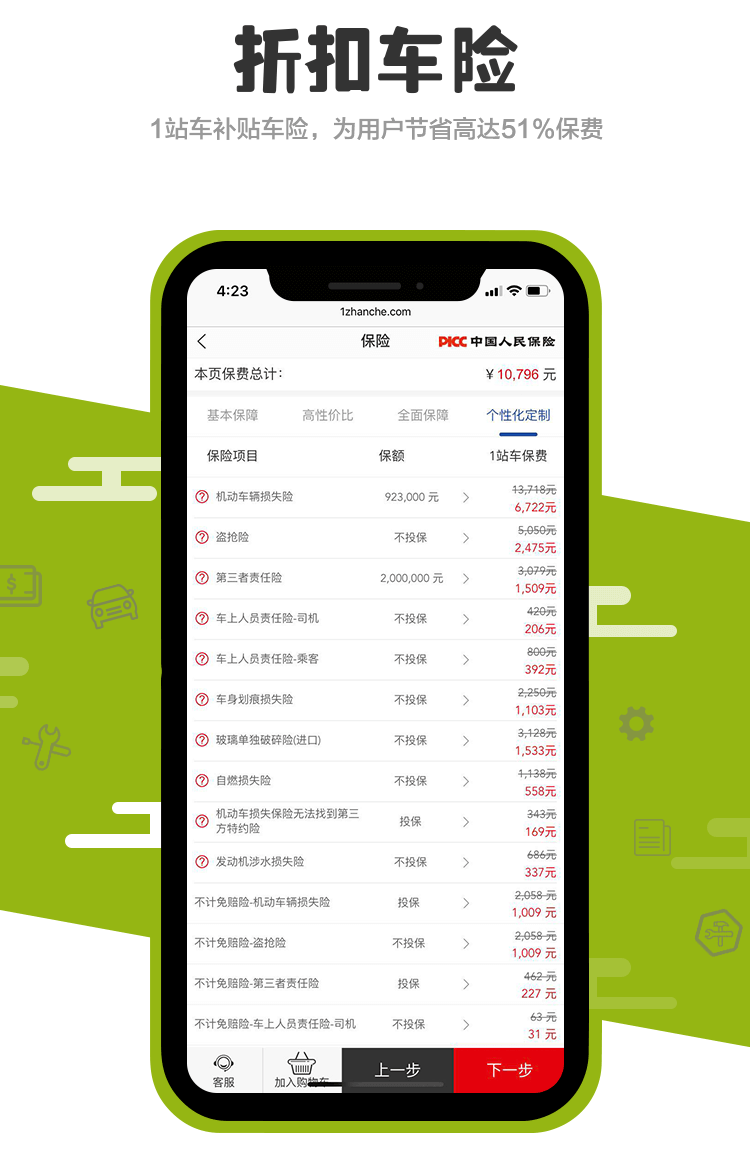 折扣车险
1站车补贴车险，为用户节省高达51%保费
4:23
1zhanche.com
保险
PICC 中国人民保险
本页保费总计：
¥ 10,796 元
基本保障 高性价比 全面保障 个性化定制
保险项目 保额 1站车保费
机动车辆损失险 923,000 元 13,718元
6,722元
盗抢险 不投保 5,050元
2,475元
第三者责任险 2,000,000 元 3,079元
1,509元
车上人员责任险-司机 不投保 420元
206元
车上人员责任险-乘客 不投保 800元
392元
车身划痕损失险 不投保 2,250元
1,103元
玻璃单独破碎险(进口) 不投保 3,128元
1,533元
自燃损失险 不投保 1,138元
558元
机动车损失保险无法找到第三
方特约险 投保 343元
169元
发动机涉水损失险 不投保 686元
337元
不计免赔险-机动车辆损失险 投保 2,058 元
1,009 元
不计免赔险-盗抢险 不投保 2,058 元
1,009 元
不计免赔险-第三者责任险 投保 462 元
227 元
不计免赔险-车上人员责任险-司机 不投保 63 元
31 元
客服 加入购物车 上一步 下一步